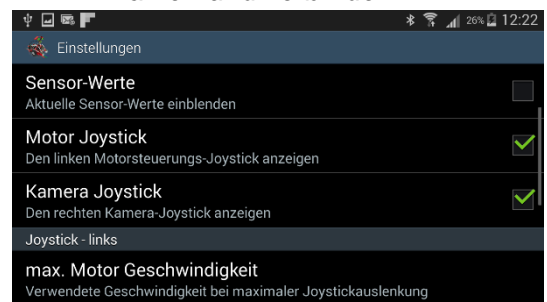 26% 12:22
Einstellungen
Sensor-Werte
Aktuelle Sensor-Werte einblenden
Motor Joystick
Den linken Motorsteuerungs-Joystick anzeigen
Kamera Joystick
Den rechten Kamera-Joystick anzeigen
Joystick - links
max. Motor Geschwindigkeit
Verwendete Geschwindigkeit bei maximaler Joystickauslenkung